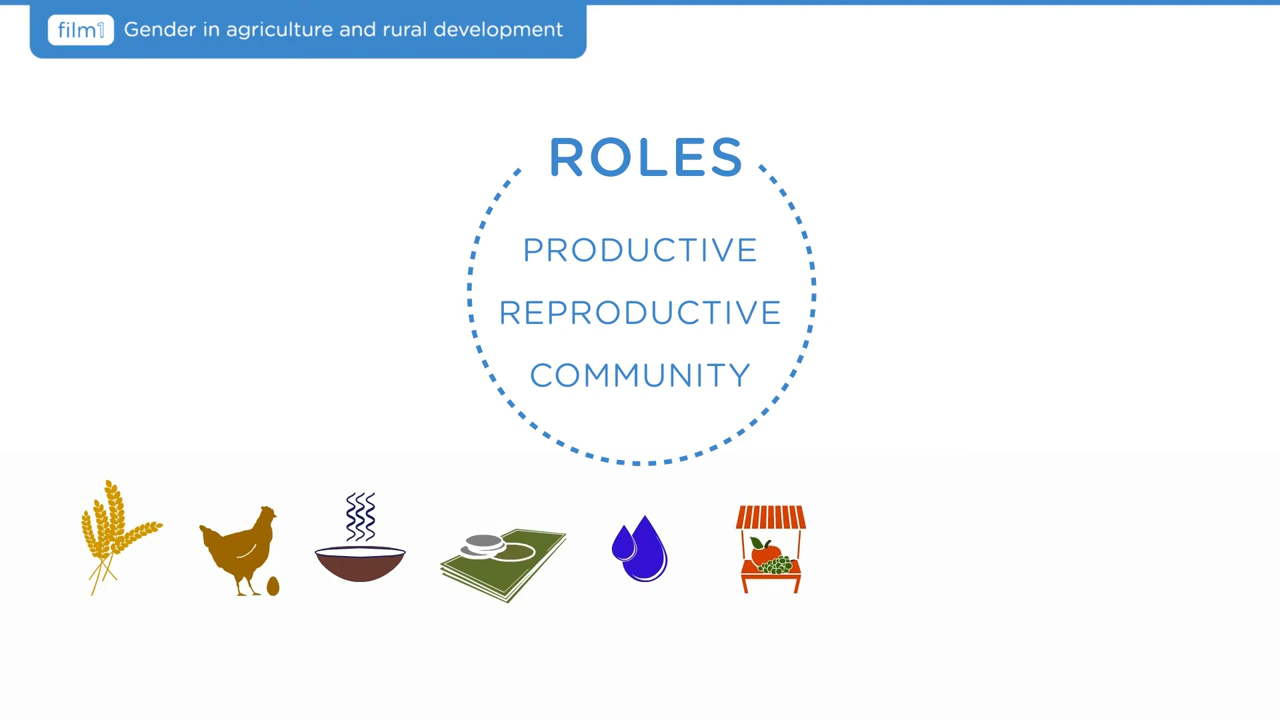 film1 Gender in agriculture and rural development
ROLES
PRODUCTIVE
REPRODUCTIVE
COMMUNITY